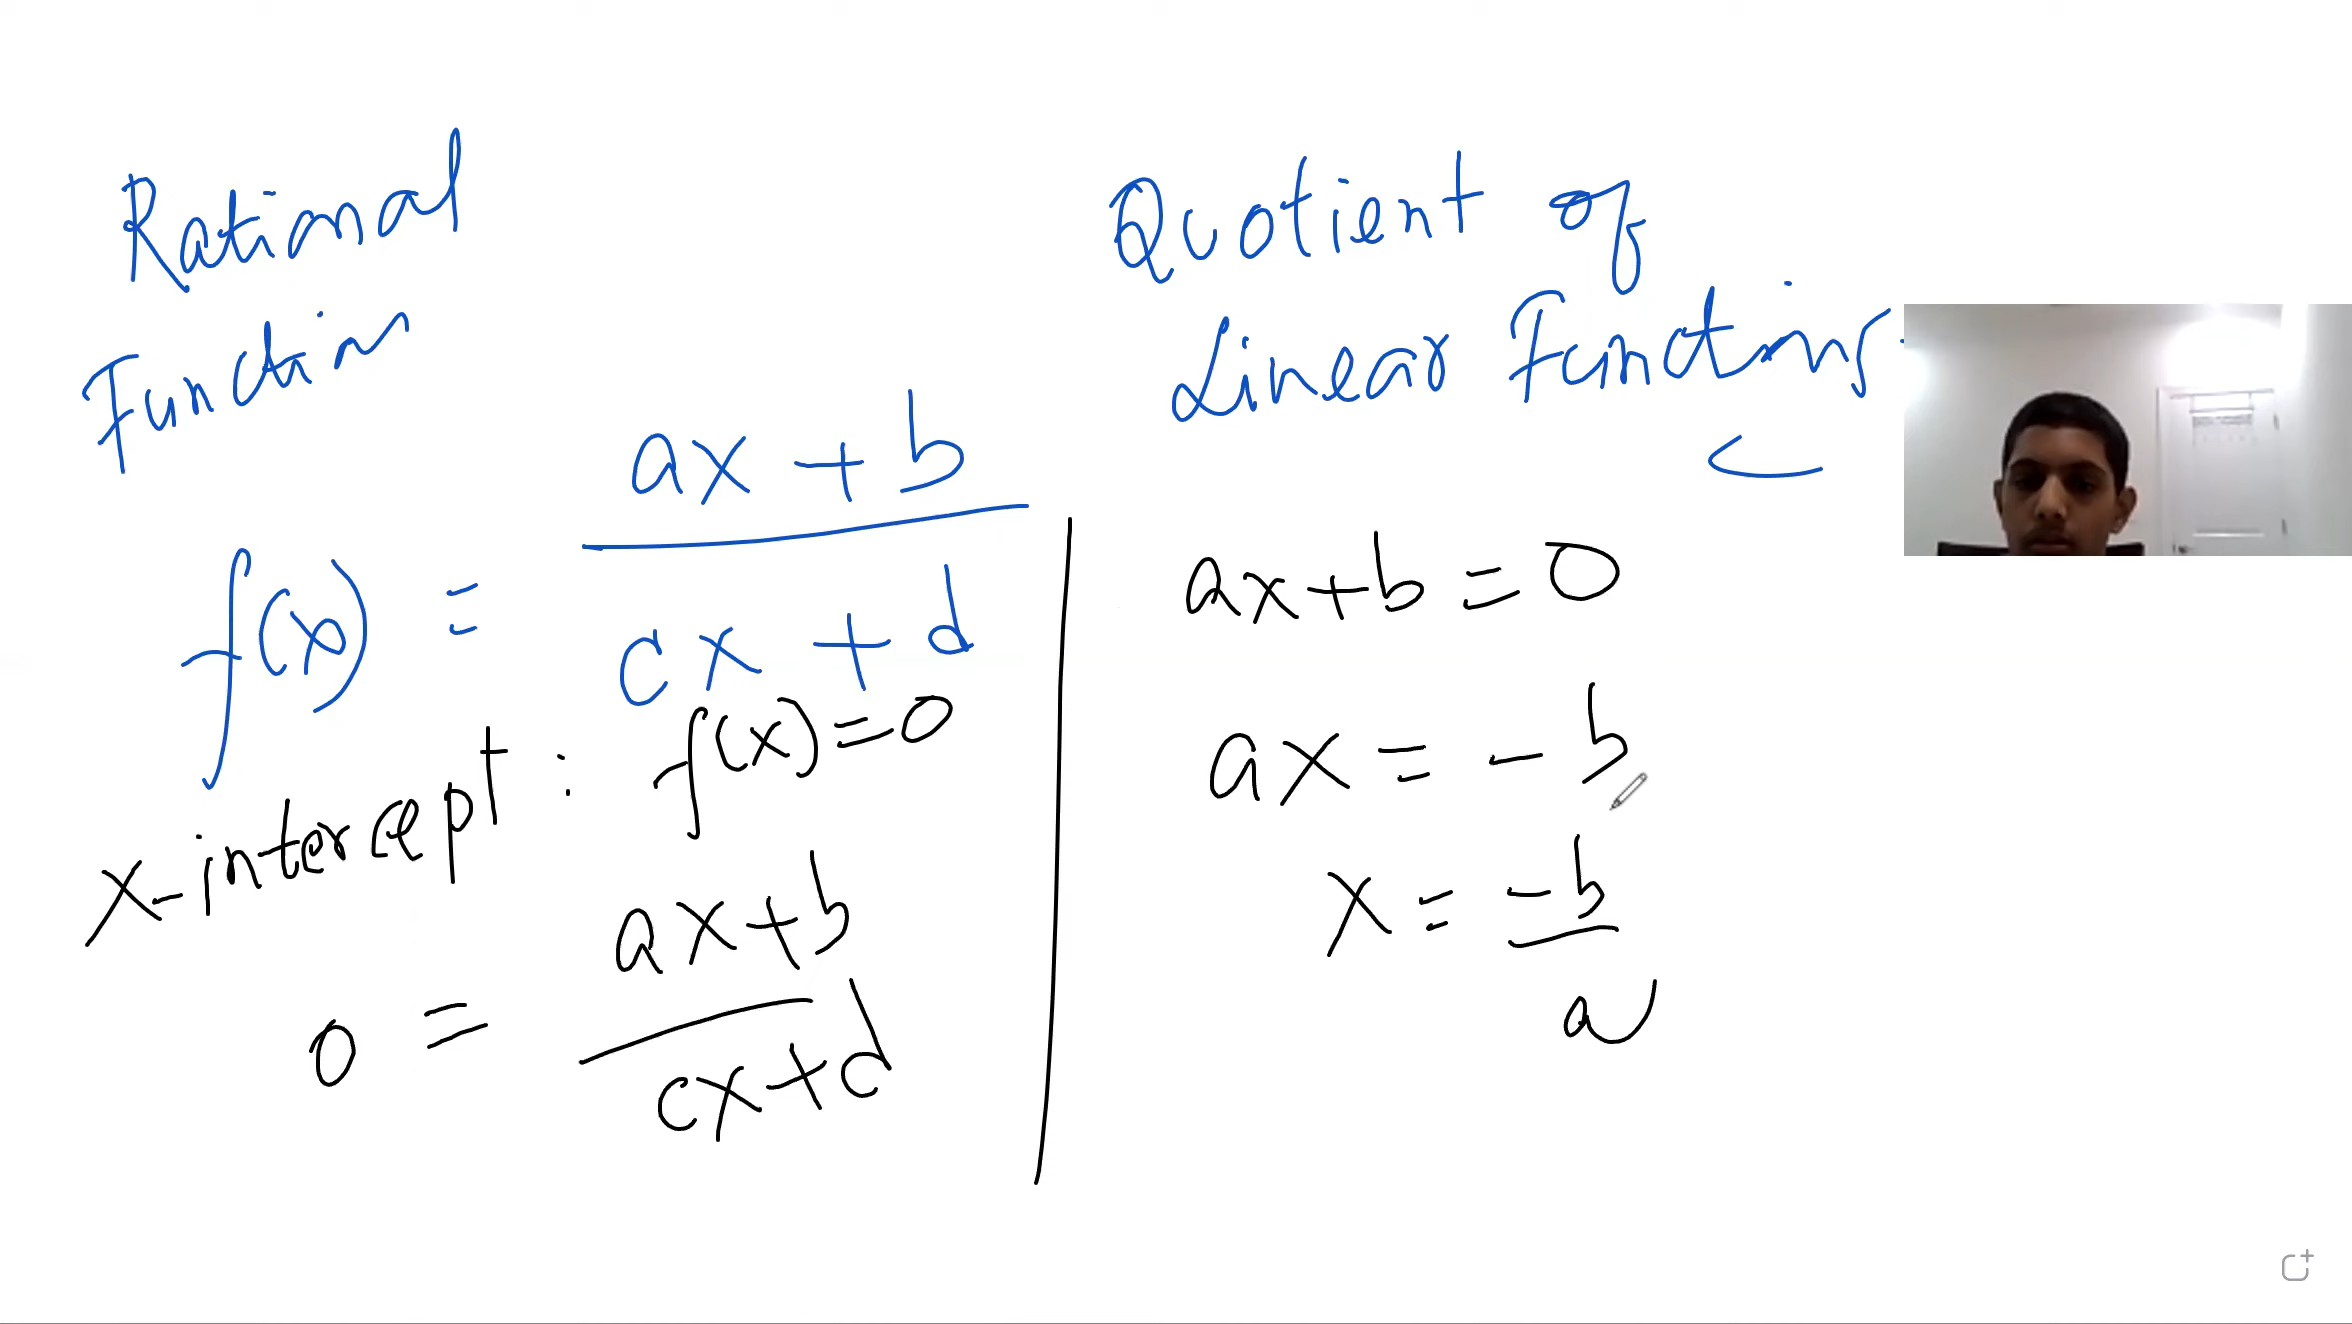 Rational
Function
f(x) = (ax + b)/(cx + d)
x-intercept : f(x)=0
0 = (ax+b)/(cx+d)
Quotient of
Linear Functions
ax+b=0
ax = -b
x = -b/a